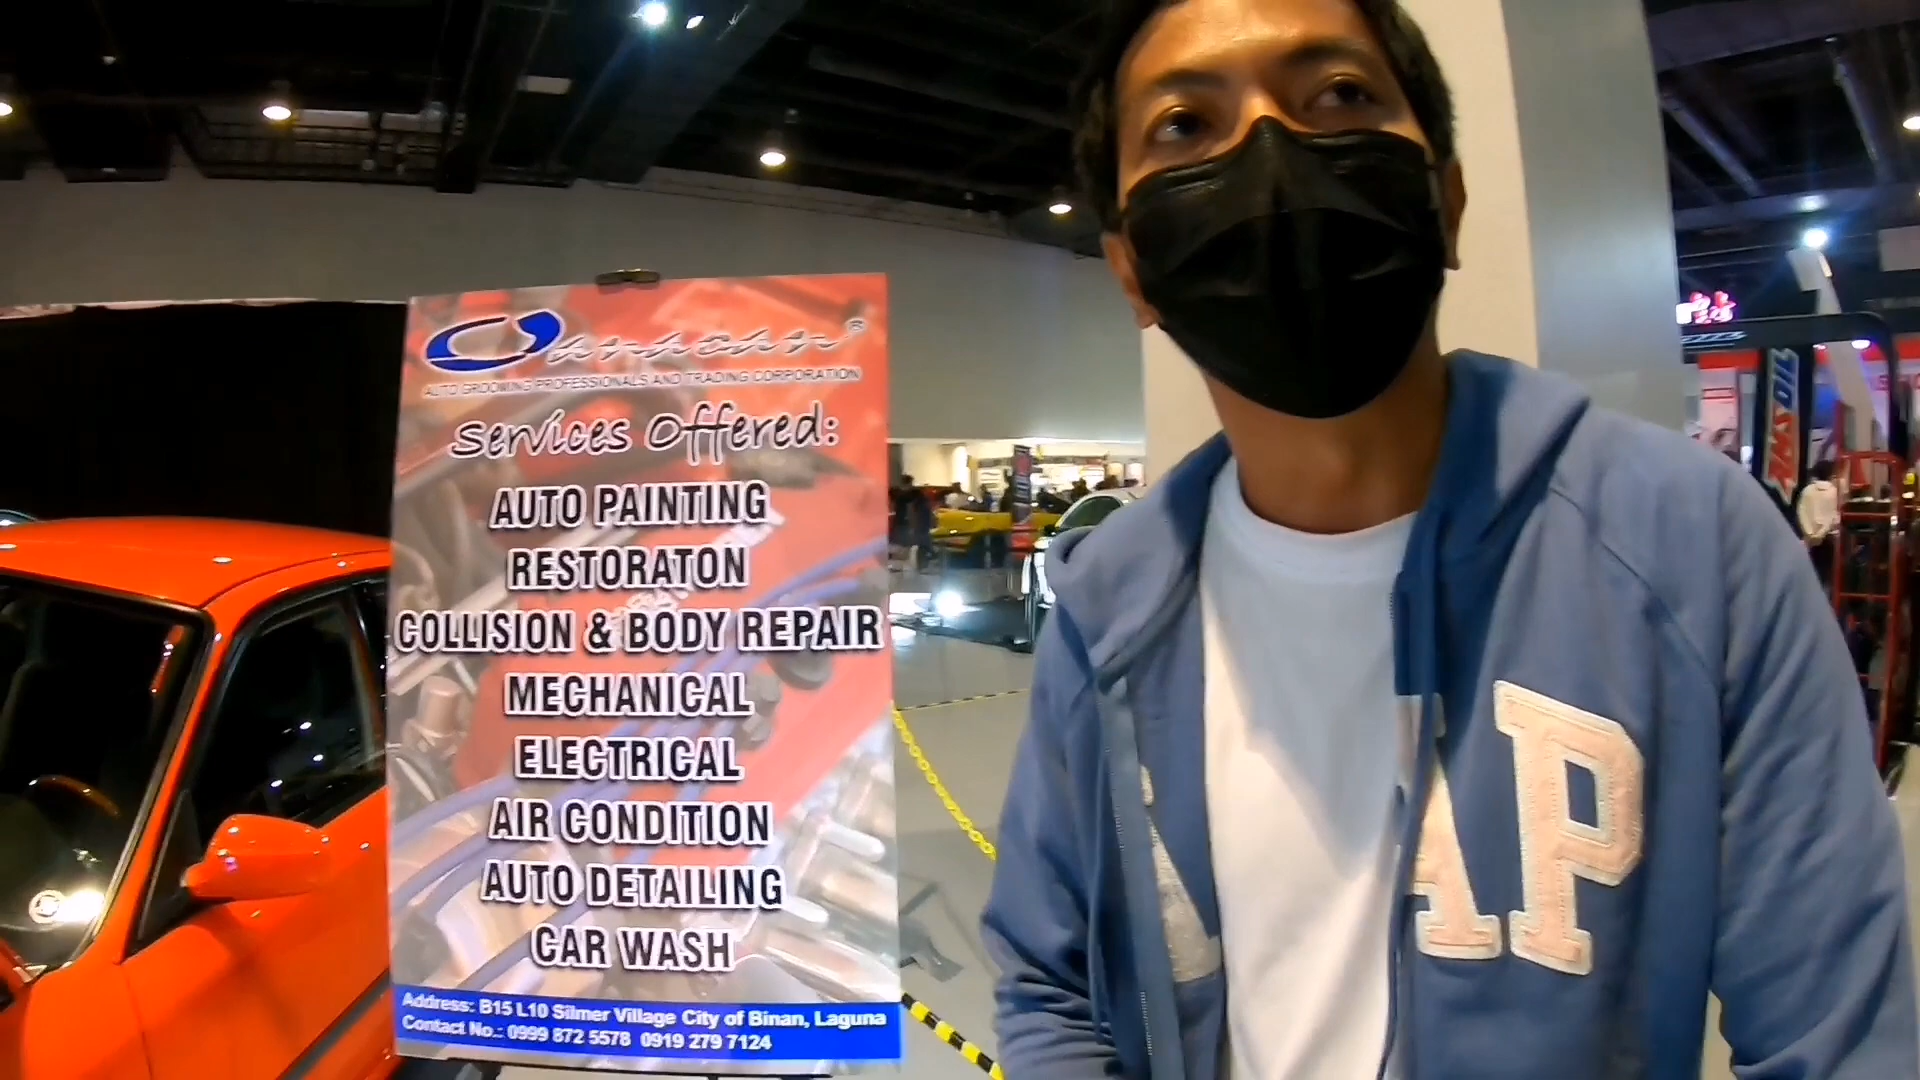 AUTO GROOMING PROFESSIONALS AND TRADING CORPORATION
Services Offered:
AUTO PAINTING
RESTORATON
COLLISION & BODY REPAIR
MECHANICAL
ELECTRICAL
AIR CONDITION
AUTO DETAILING
CAR WASH
Address: B15 L10 Silmer Village City of Binan, Laguna
Contact No.: 0999 872 5578 0919 279 7124
AP
AMSOIL